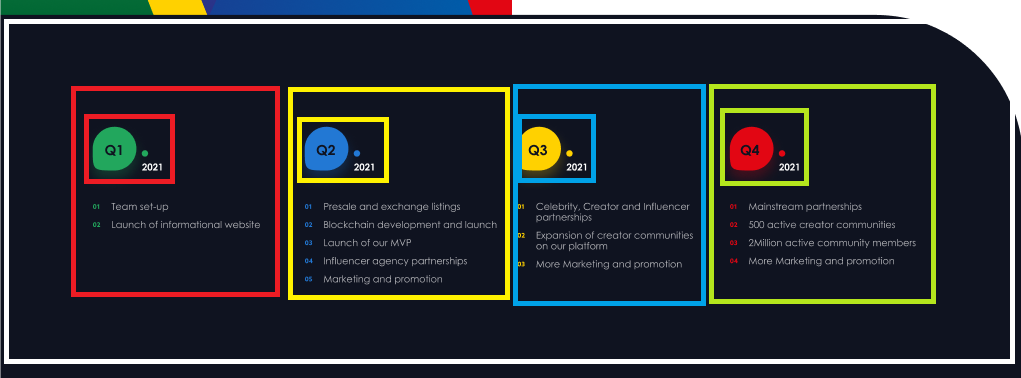 Q1
2021
01 Team set-up
02 Launch of informational website
Q2
2021
01 Presale and exchange listings
02 Blockchain development and launch
03 Launch of our MVP
04 Influencer agency partnerships
05 Marketing and promotion
Q3
2021
01 Celebrity, Creator and Influencer
partnerships
02 Expansion of creator communities
on our platform
03 More Marketing and promotion
Q4
2021
01 Mainstream partnerships
02 500 active creator communities
03 2Million active community members
04 More Marketing and promotion